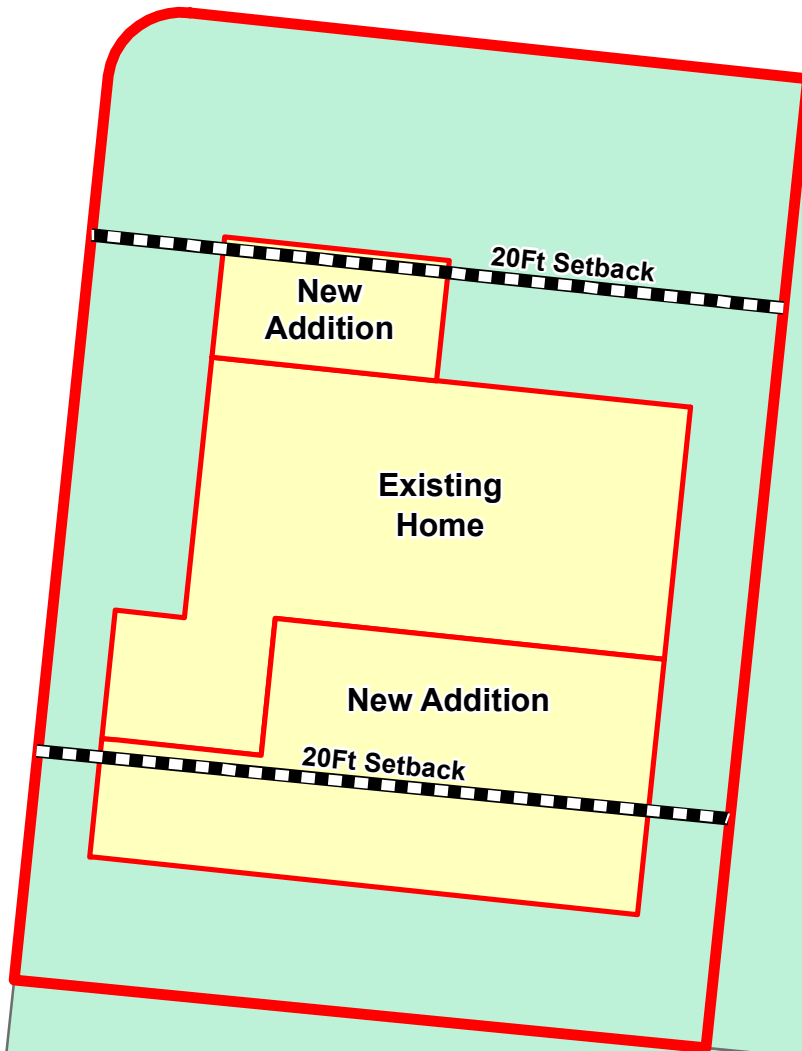 20Ft Setback
New
Addition
Existing
Home
New Addition
20Ft Setback